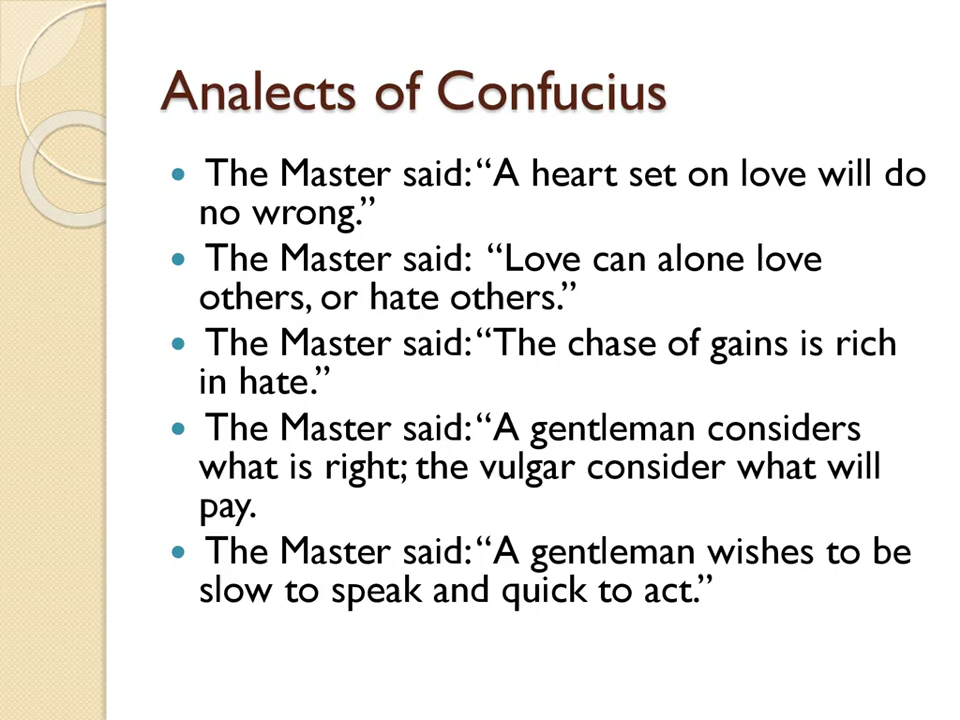 Analects of Confucius
• The Master said: “A heart set on love will do
no wrong.”
• The Master said:  “Love can alone love
others, or hate others.”
• The Master said: “The chase of gains is rich
in hate.”
• The Master said: “A gentleman considers
what is right; the vulgar consider what will
pay.
• The Master said: “A gentleman wishes to be
slow to speak and quick to act.”